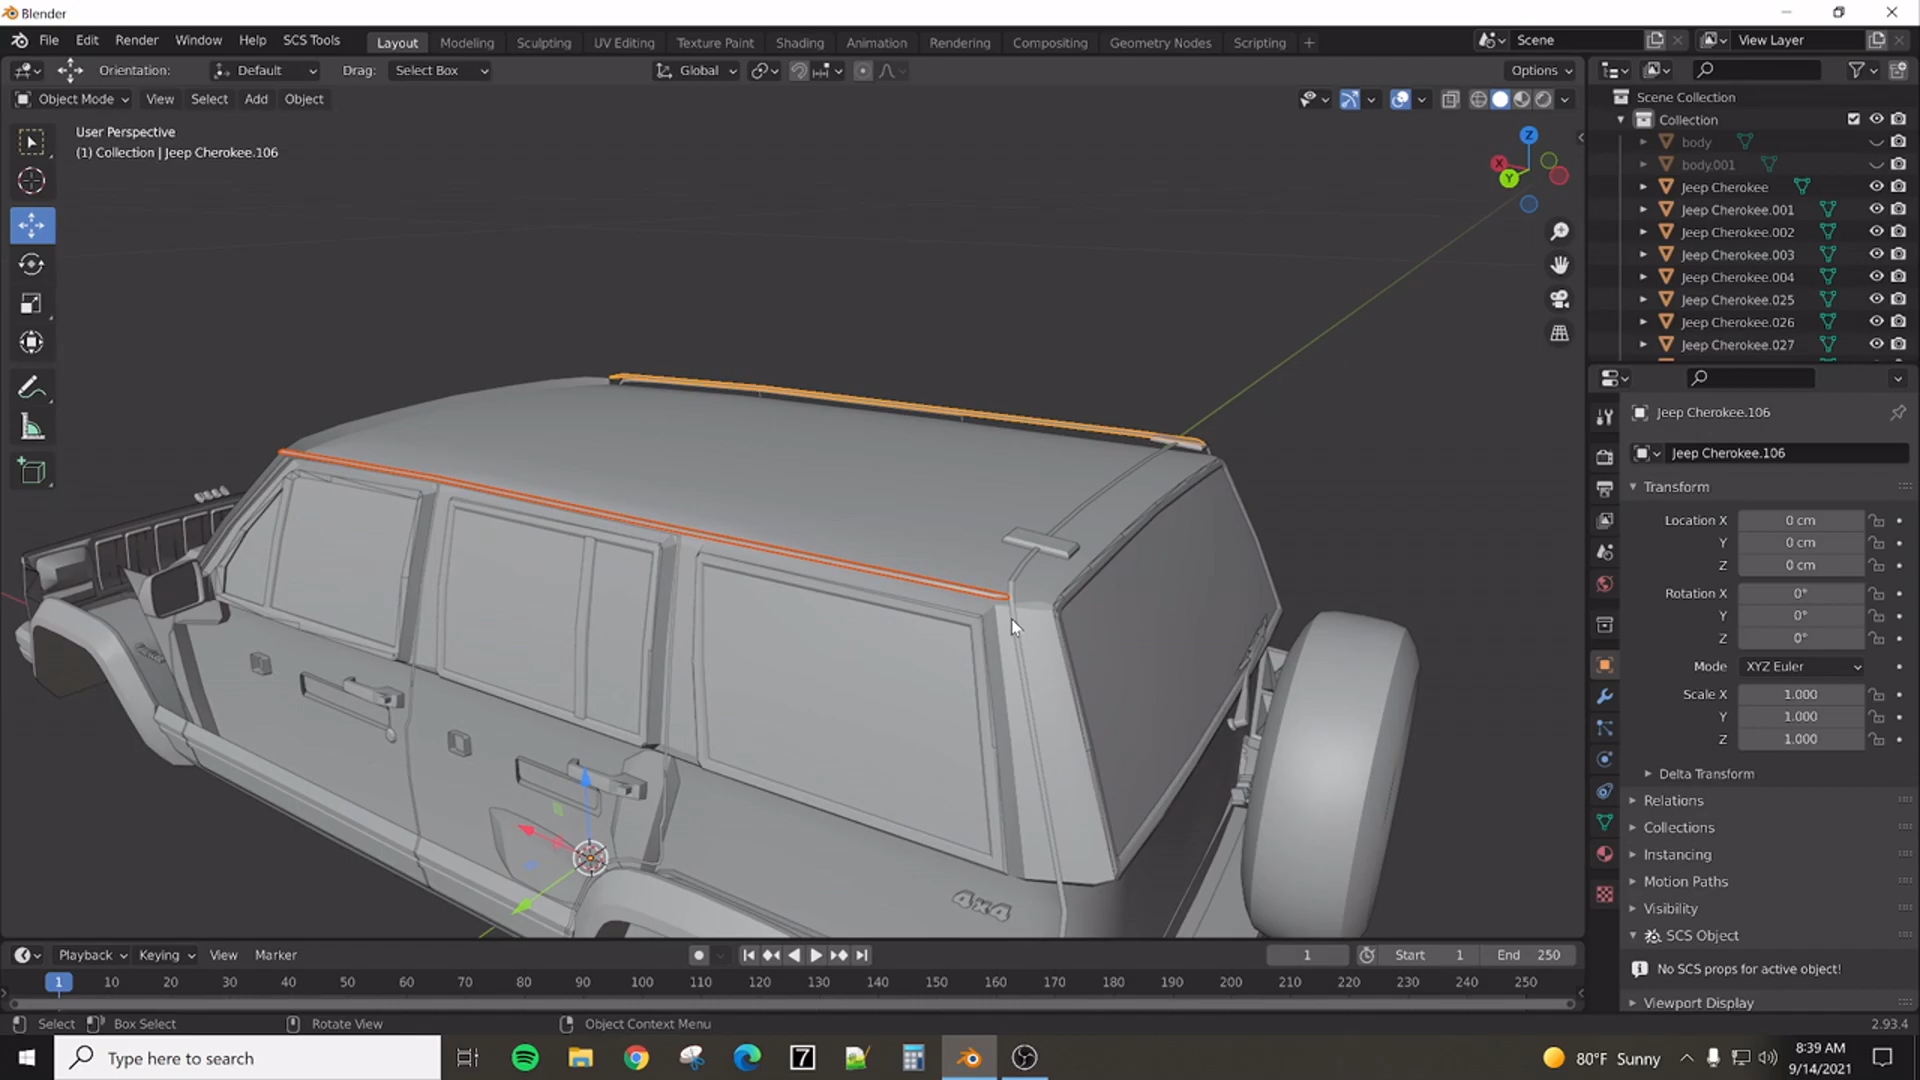 Blender
File Edit Render Window Help SCS Tools Layout Modeling Sculpting UV Editing Texture Paint Shading Animation Rendering Compositing Geometry Nodes Scripting + Scene View Layer
Orientation: Default Drag: Select Box Global Options
Object Mode View Select Add Object
User Perspective
(1) Collection | Jeep Cherokee.106
Z
X
Y
4x4
Scene Collection
Collection
body
body.001
Jeep Cherokee
Jeep Cherokee.001
Jeep Cherokee.002
Jeep Cherokee.003
Jeep Cherokee.004
Jeep Cherokee.025
Jeep Cherokee.026
Jeep Cherokee.027
Jeep Cherokee.106
Jeep Cherokee.106
Transform
Location X 0 cm
Y 0 cm
Z 0 cm
Rotation X 0°
Y 0°
Z 0°
Mode XYZ Euler
Scale X 1.000
Y 1.000
Z 1.000
Delta Transform
Relations
Collections
Instancing
Motion Paths
Visibility
SCS Object
No SCS props for active object!
Viewport Display
Playback Keying View Marker 1 Start 1 End 250
1 10 20 30 40 50 60 70 80 90 100 110 120 130 140 150 160 170 180 190 200 210 220 230 240 250
Select Box Select Rotate View Object Context Menu 2.93.4
Type here to search 7 80°F Sunny 8:39 AM
9/14/2021